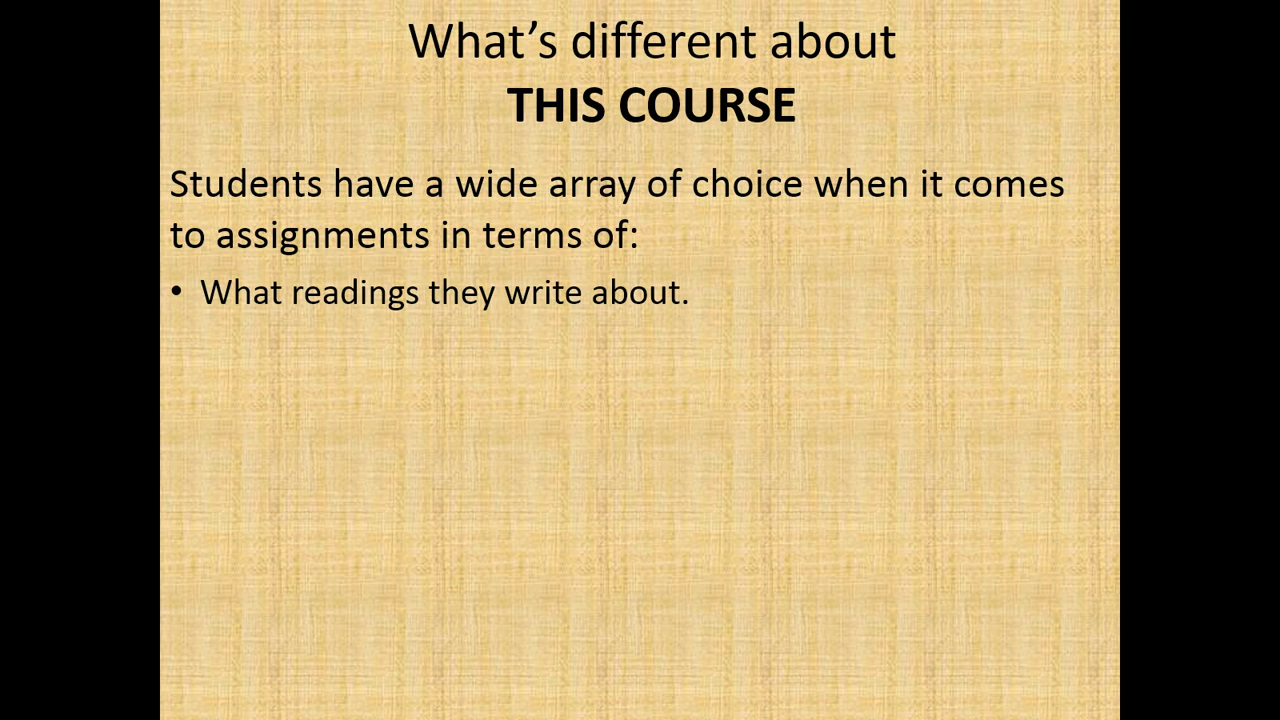 What’s different about
THIS COURSE
Students have a wide array of choice when it comes
to assignments in terms of:
• What readings they write about.